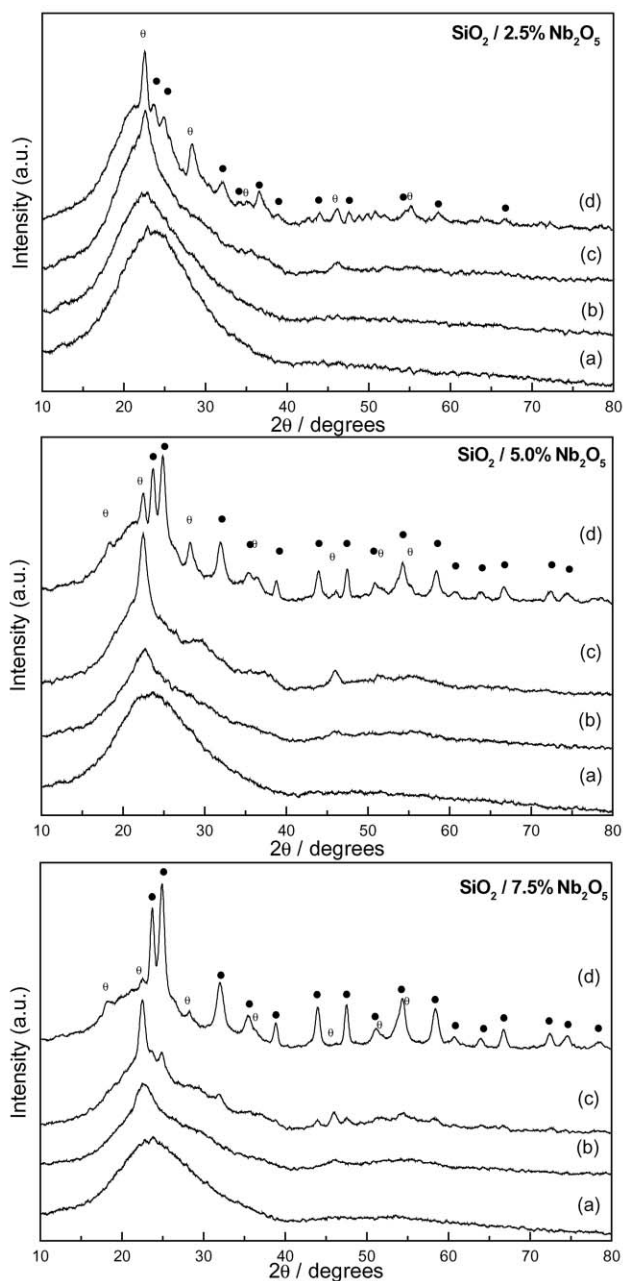 SiO₂ / 2.5% Nb₂O₅
θ
●
●
θ
● ● θ ● ● ● θ ● ● θ ● ●
(d)
(c)
(b)
(a)
Intensity (a.u.)
10 20 30 40 50 60 70 80
2θ / degrees
SiO₂ / 5.0% Nb₂O₅
θ θ ● ● θ ● ● θ ● ● θ ● ● θ ● θ ● ● ● ● ● ●
(d)
(c)
(b)
(a)
Intensity (a.u.)
10 20 30 40 50 60 70 80
2θ / degrees
SiO₂ / 7.5% Nb₂O₅
θ θ ● ● θ ● ● θ ● ● θ ● ● θ ● θ ● ● ● ● ● ● ●
(d)
(c)
(b)
(a)
Intensity (a.u.)
10 20 30 40 50 60 70 80
2θ / degrees